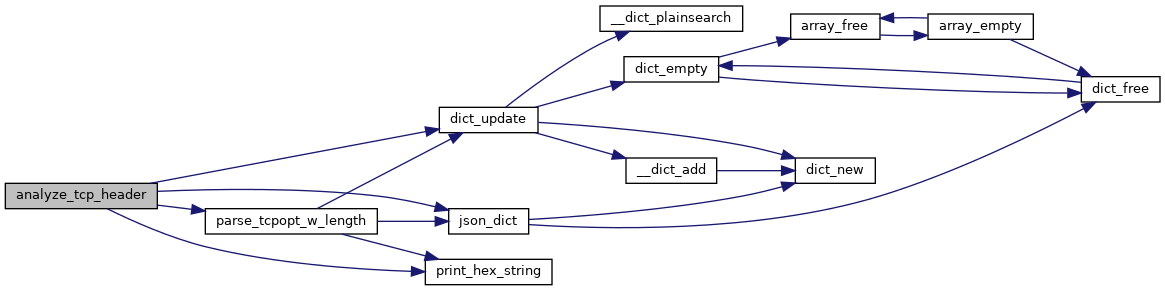 __dict_plainsearch
array_free
array_empty
dict_empty
dict_free
dict_update
__dict_add
dict_new
analyze_tcp_header
parse_tcpopt_w_length
json_dict
print_hex_string